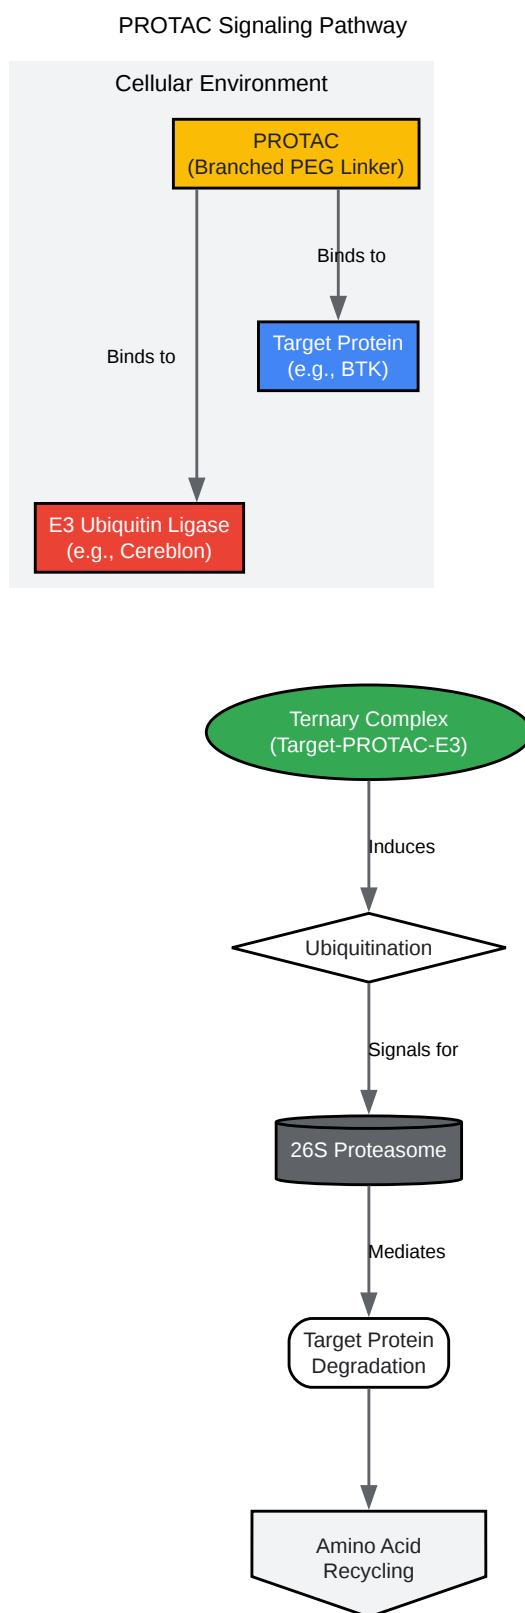 PROTAC Signaling Pathway
Cellular Environment
PROTAC
(Branched PEG Linker)
Binds to
Target Protein
(e.g., BTK)
Binds to
E3 Ubiquitin Ligase
(e.g., Cereblon)
Ternary Complex
(Target-PROTAC-E3)
Induces
Ubiquitination
Signals for
26S Proteasome
Mediates
Target Protein
Degradation
Amino Acid
Recycling